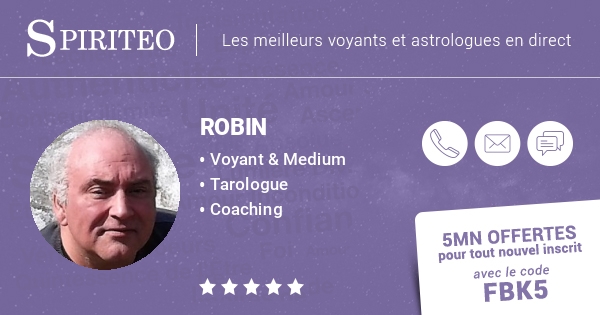 SPIRITEO
Les meilleurs voyants et astrologues en direct
ROBIN
• Voyant & Medium
• Tarologue
• Coaching
5MN OFFERTES
pour tout nouvel inscrit
avec le code
FBK5